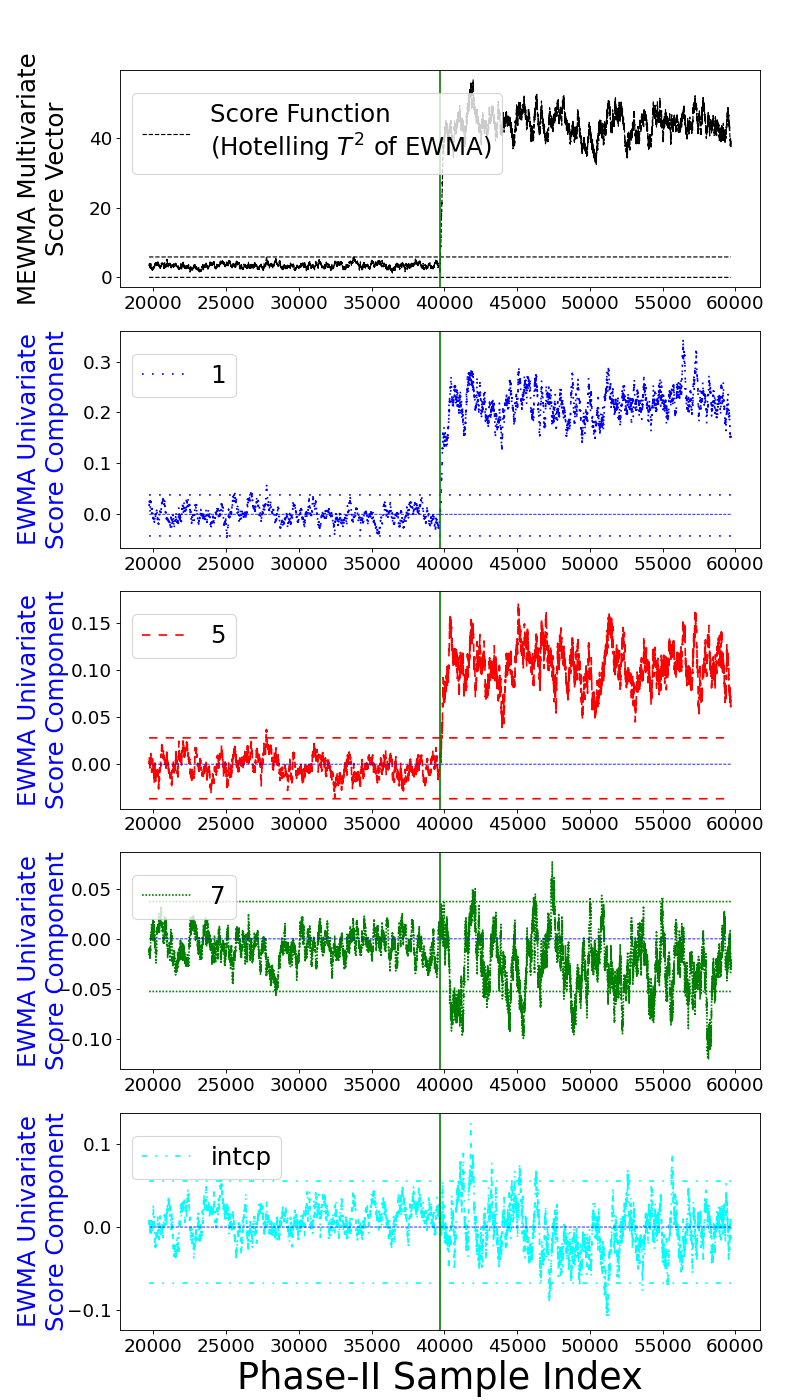 MEWMA Multivariate
Score Vector
Score Function
(Hotelling T² of EWMA)
40
20
0
20000 25000 30000 35000 40000 45000 50000 55000 60000
EWMA Univariate
Score Component
1
0.3
0.2
0.1
0.0
20000 25000 30000 35000 40000 45000 50000 55000 60000
EWMA Univariate
Score Component
5
0.15
0.10
0.05
0.00
20000 25000 30000 35000 40000 45000 50000 55000 60000
EWMA Univariate
Score Component
7
0.05
0.00
−0.05
−0.10
20000 25000 30000 35000 40000 45000 50000 55000 60000
EWMA Univariate
Score Component
intcp
0.1
0.0
−0.1
20000 25000 30000 35000 40000 45000 50000 55000 60000
Phase-II Sample Index